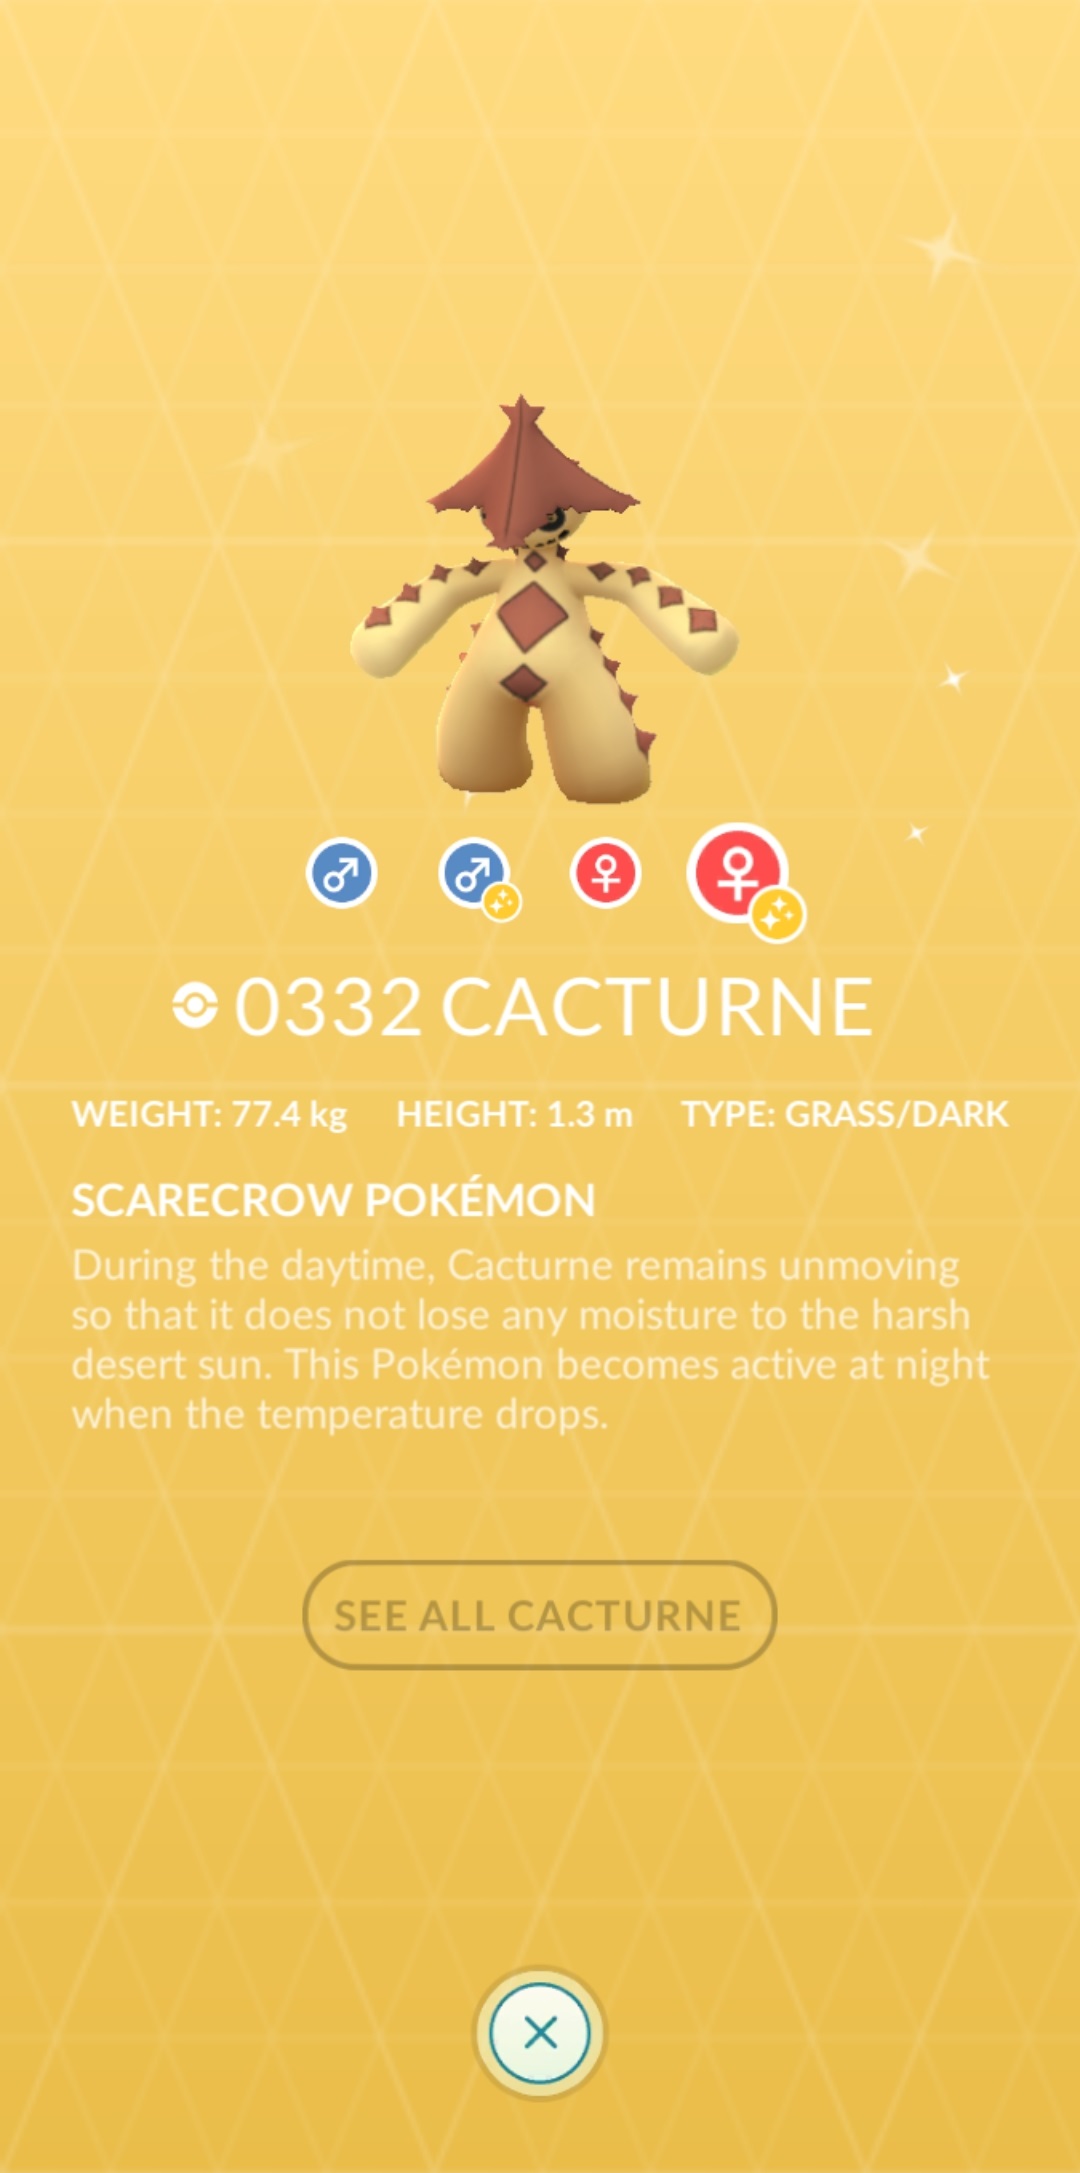 0332 CACTURNE
WEIGHT: 77.4 kg HEIGHT: 1.3 m TYPE: GRASS/DARK
SCARECROW POKÉMON
During the daytime, Cacturne remains unmoving
so that it does not lose any moisture to the harsh
desert sun. This Pokémon becomes active at night
when the temperature drops.
SEE ALL CACTURNE